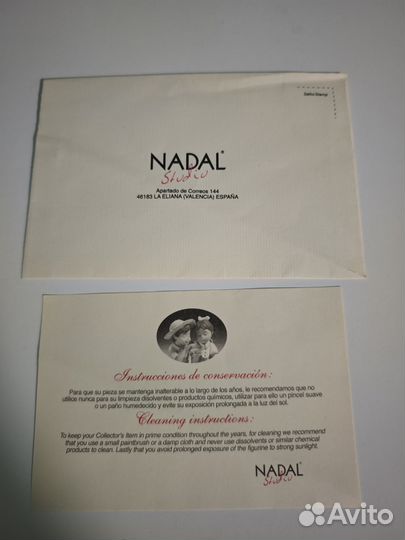 Sello/Stamp
NADAL®
Studio
Apartado de Correos 144
46183 LA ELIANA (VALENCIA) ESPAÑA
Instrucciones de conservación:
Para que su pieza se mantenga inalterable a lo largo de los años, le recomendamos que no
utilice nunca para su limpieza disolventes o productos químicos, utilizar para ello un pincel suave
o un paño humedecido y evite su exposición prolongada a la luz del sol.
Cleaning instructions:
To keep your Collector's Item in prime condition throughout the years, for cleaning we recommend
that you use a small paintbrush or a damp cloth and never use dissolvents or similar chemical
products to clean. Lastly that you avoid prolonged exposure of the figurine to strong sunlight.
NADAL®
Studio
Avito